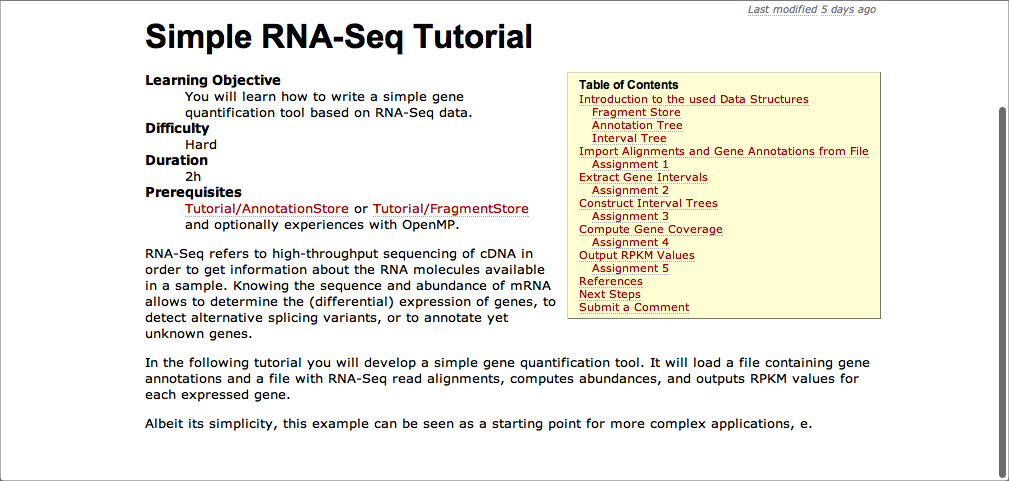 Last modified 5 days ago
Simple RNA-Seq Tutorial
Learning Objective
You will learn how to write a simple gene
quantification tool based on RNA-Seq data.
Difficulty
Hard
Duration
2h
Prerequisites
Tutorial/AnnotationStore or Tutorial/FragmentStore
and optionally experiences with OpenMP.
Table of Contents
Introduction to the used Data Structures
Fragment Store
Annotation Tree
Interval Tree
Import Alignments and Gene Annotations from File
Assignment 1
Extract Gene Intervals
Assignment 2
Construct Interval Trees
Assignment 3
Compute Gene Coverage
Assignment 4
Output RPKM Values
Assignment 5
References
Next Steps
Submit a Comment
RNA-Seq refers to high-throughput sequencing of cDNA in
order to get information about the RNA molecules available
in a sample. Knowing the sequence and abundance of mRNA
allows to determine the (differential) expression of genes, to
detect alternative splicing variants, or to annotate yet
unknown genes.
In the following tutorial you will develop a simple gene quantification tool. It will load a file containing gene
annotations and a file with RNA-Seq read alignments, computes abundances, and outputs RPKM values for
each expressed gene.
Albeit its simplicity, this example can be seen as a starting point for more complex applications, e.